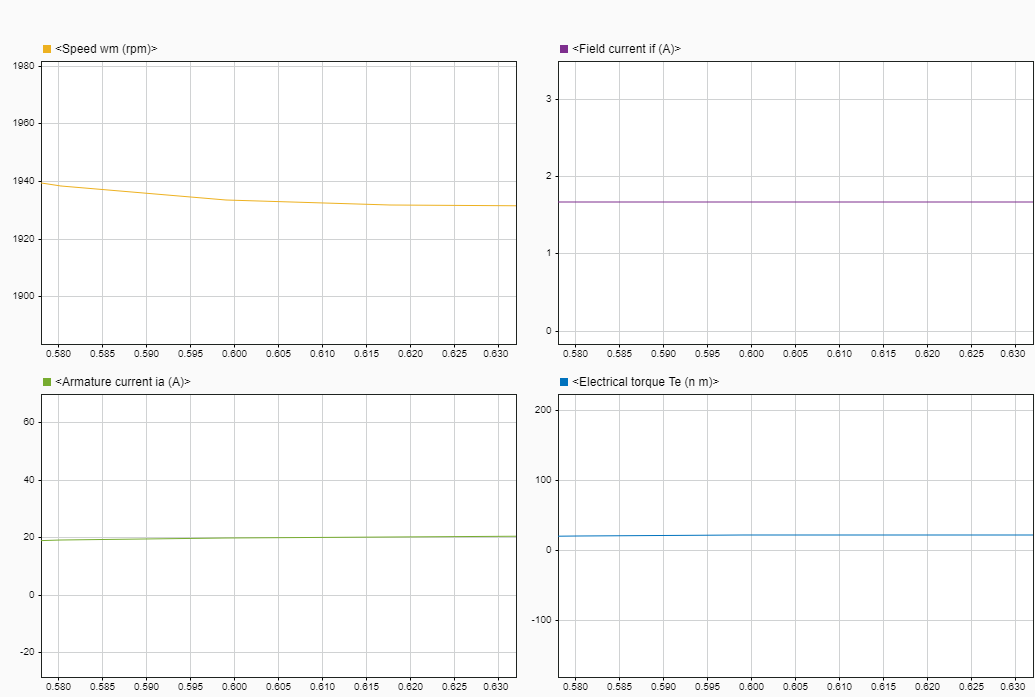 <Speed wm (rpm)>
1980
1960
1940
1920
1900
0.580 0.585 0.590 0.595 0.600 0.605 0.610 0.615 0.620 0.625 0.630
<Field current if (A)>
3
2
1
0
0.580 0.585 0.590 0.595 0.600 0.605 0.610 0.615 0.620 0.625 0.630
<Armature current ia (A)>
60
40
20
0
-20
0.580 0.585 0.590 0.595 0.600 0.605 0.610 0.615 0.620 0.625 0.630
<Electrical torque Te (n m)>
200
100
0
-100
0.580 0.585 0.590 0.595 0.600 0.605 0.610 0.615 0.620 0.625 0.630